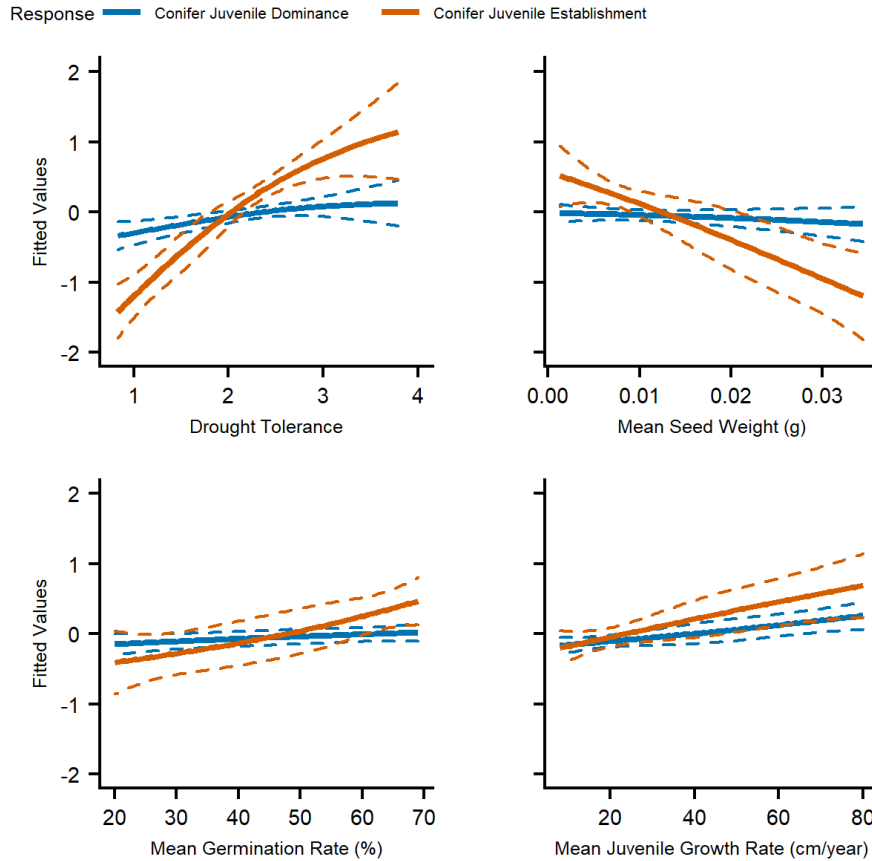 Response Conifer Juvenile Dominance Conifer Juvenile Establishment
2
1
0
-1
-2
Fitted Values
1 2 3 4
Drought Tolerance
0.00 0.01 0.02 0.03
Mean Seed Weight (g)
2
1
0
-1
-2
Fitted Values
20 30 40 50 60 70
Mean Germination Rate (%)
20 40 60 80
Mean Juvenile Growth Rate (cm/year)